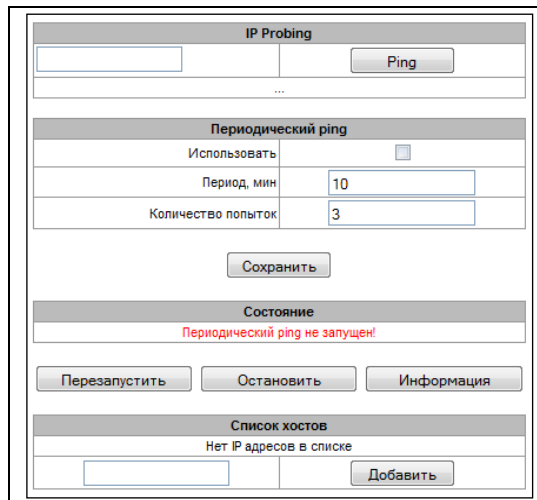 IP Probing
Ping
...
Периодический ping
Использовать
Период, мин 10
Количество попыток 3
Сохранить
Состояние
Периодический ping не запущен!
Перезапустить Остановить Информация
Список хостов
Нет IP адресов в списке
Добавить